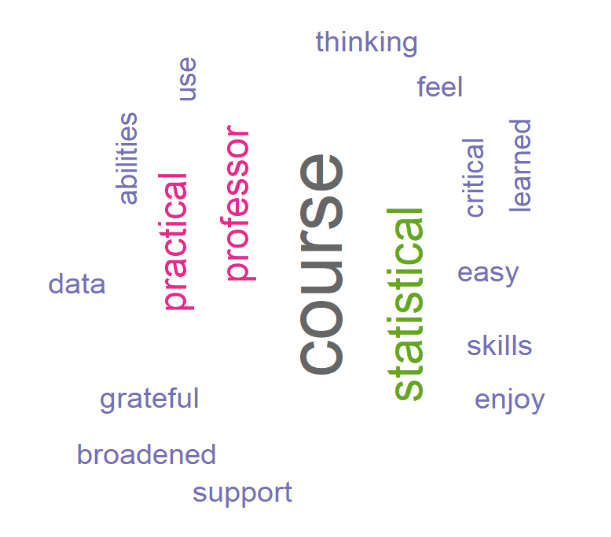 thinking
use
feel
abilities
practical
professor
course
statistical
critical
learned
data
easy
skills
grateful
enjoy
broadened
support